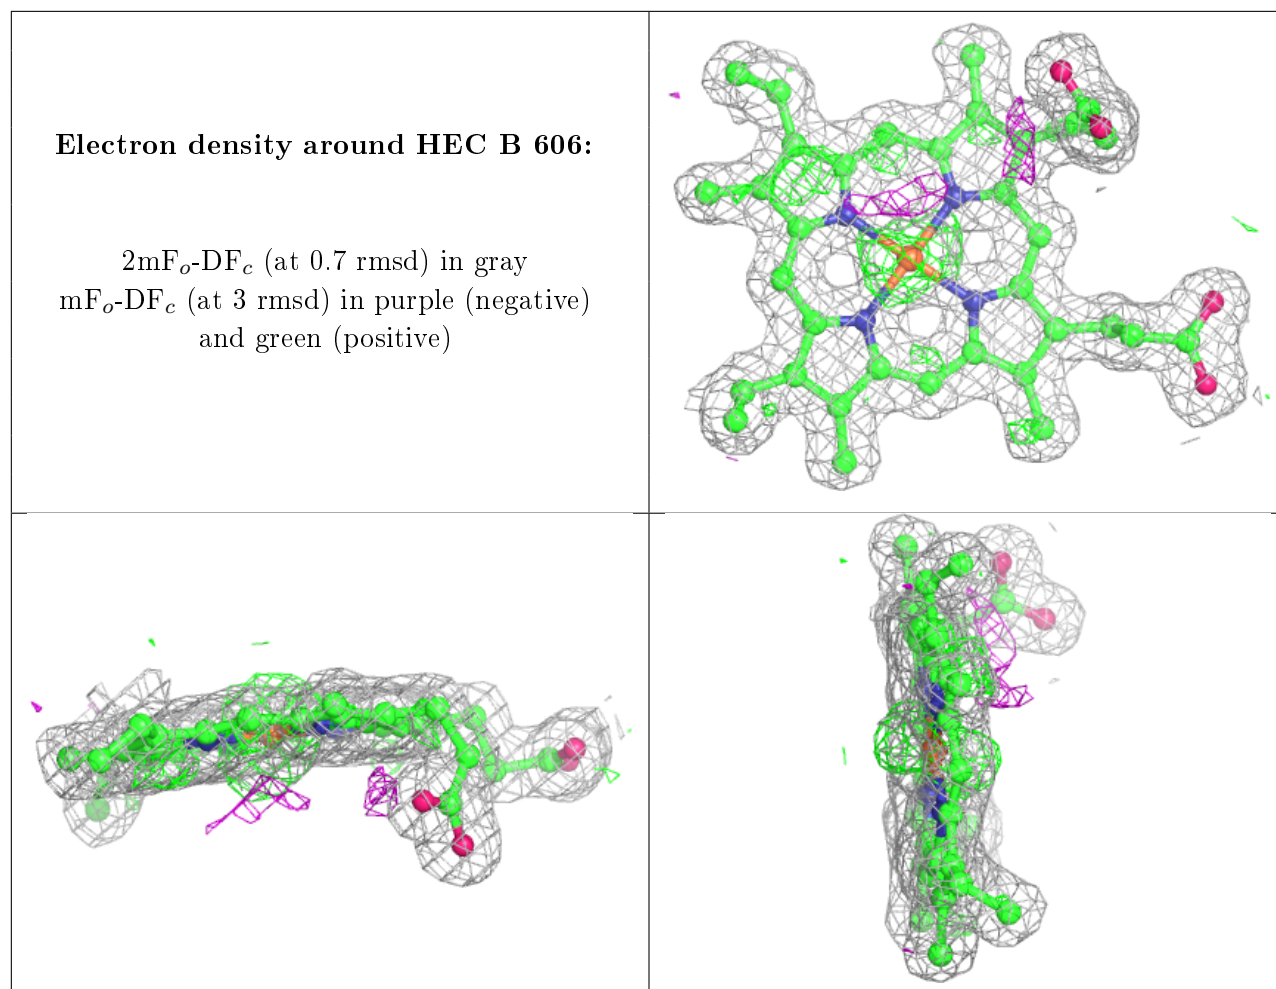 Electron density around HEC B 606:
2mFₒ-DF𝒸 (at 0.7 rmsd) in gray
mFₒ-DF𝒸 (at 3 rmsd) in purple (negative)
and green (positive)